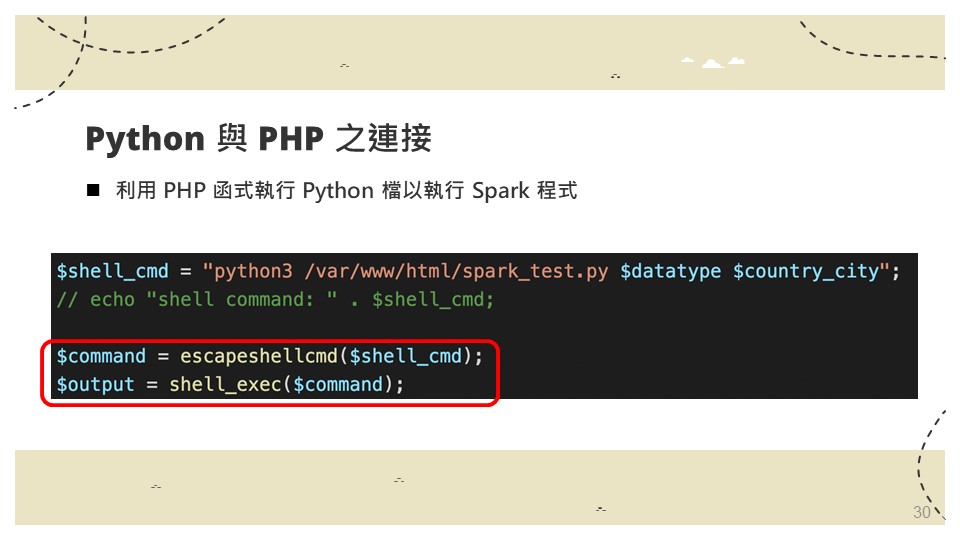 Python 與 PHP 之連接
■ 利用 PHP 函式執行 Python 檔以執行 Spark 程式
$shell_cmd = "python3 /var/www/html/spark_test.py $datatype $country_city";
// echo "shell command: " . $shell_cmd;
$command = escapeshellcmd($shell_cmd);
$output = shell_exec($command);
30